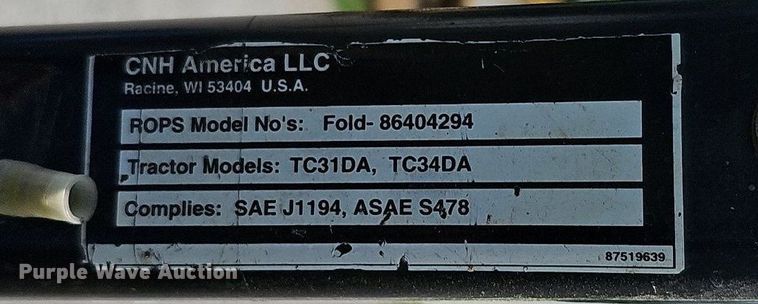 CNH America LLC
Racine, WI 53404 U.S.A.
ROPS Model No's: Fold- 86404294
Tractor Models: TC31DA, TC34DA
Complies: SAE J1194, ASAE S478
87519639
Purple Wave Auction